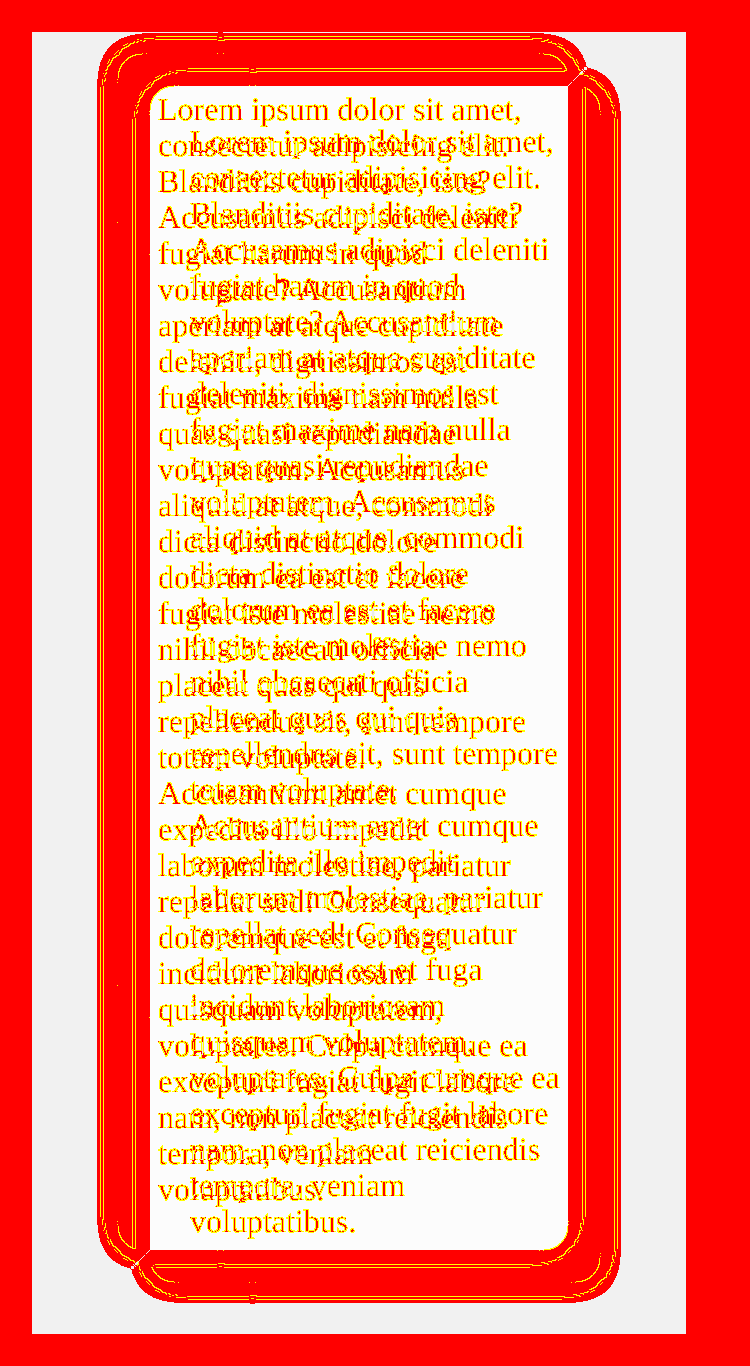 Lorem ipsum dolor sit amet,
consectetur adipisicing elit.
Blanditiis cupiditate, iste?
Accusamus adipisci deleniti
fugiat harum in quod
voluptate? Accusantium
aperiam at atque cupiditate
deleniti, dignissimos est
fugiat maxime nam nulla
quas quasi repudiandae
voluptatem. Accusamus
aliquid at atque, commodi
dicta distinctio dolore
dolorum ea est et facere
fugiat iste molestiae nemo
nihil obcaecati officia
placeat quas qui quis
repellendus sit, sunt tempore
totam voluptate.
Accusantium amet cumque
expedita illo impedit
laborum molestiae, pariatur
repellat sed! Consequatur
doloremque est et fuga
incidunt laboriosam
quisquam voluptatem,
voluptates. Culpa cumque ea
excepturi fugiat fugit labore
nam, non placeat reiciendis
tempora, veniam
voluptatibus.